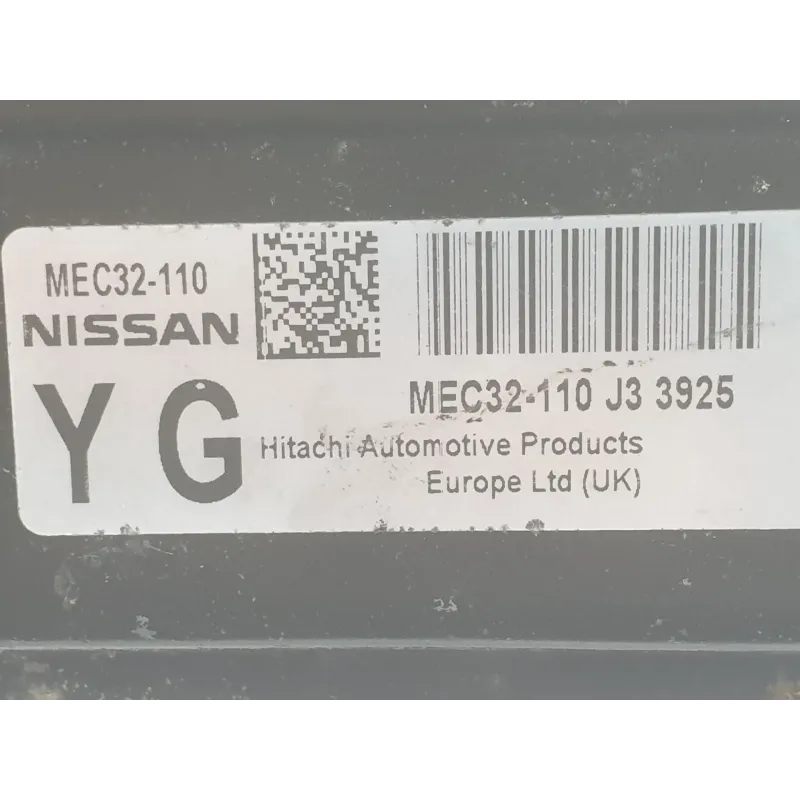 MEC32-110
NISSAN
Y G
MEC32-110 J3 3925
Hitachi Automotive Products
Europe Ltd (UK)